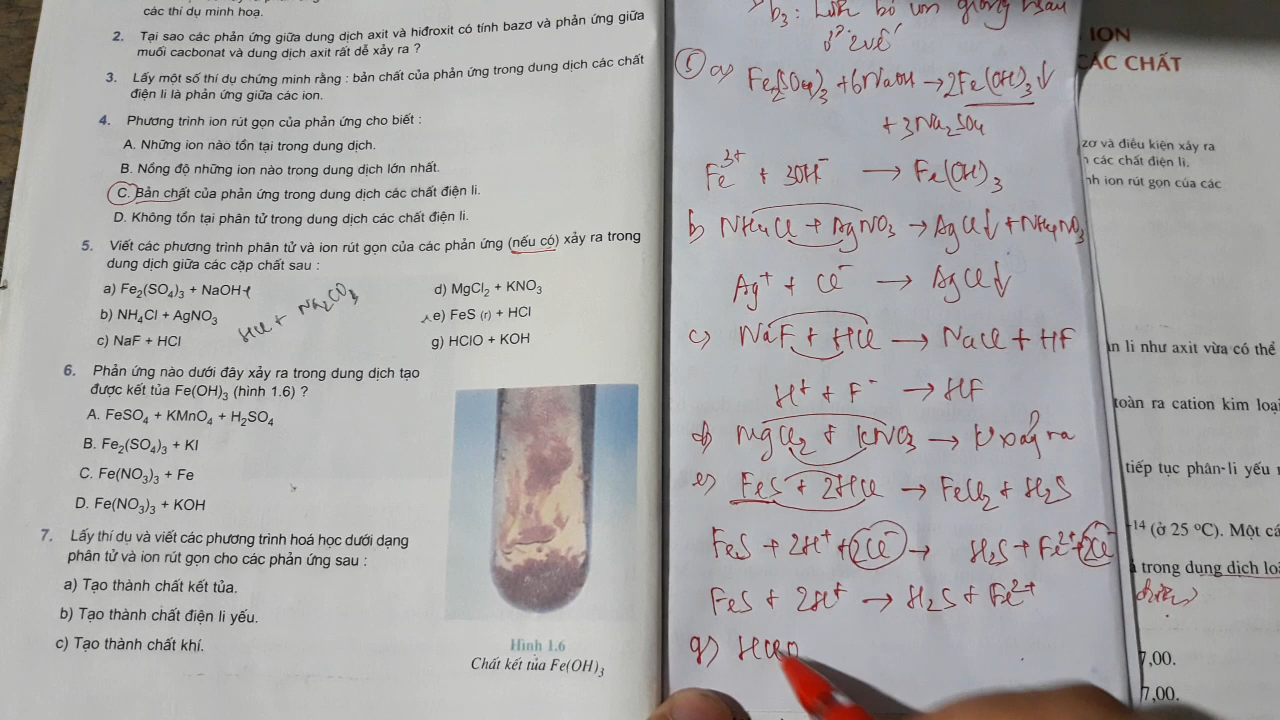 các thí dụ minh hoạ.
2. Tại sao các phản ứng giữa dung dịch axit và hiđroxit có tính bazơ và phản ứng giữa
muối cacbonat và dung dịch axit rất dễ xảy ra ?
3. Lấy một số thí dụ chứng minh rằng : bản chất của phản ứng trong dung dịch các chất
điện li là phản ứng giữa các ion.
4. Phương trình ion rút gọn của phản ứng cho biết :
A. Những ion nào tồn tại trong dung dịch.
B. Nồng độ những ion nào trong dung dịch lớn nhất.
C. Bản chất của phản ứng trong dung dịch các chất điện li.
D. Không tồn tại phân tử trong dung dịch các chất điện li.
5. Viết các phương trình phân tử và ion rút gọn của các phản ứng (nếu có) xảy ra trong
dung dịch giữa các cặp chất sau :
a) Fe₂(SO₄)₃ + NaOH
d) MgCl₂ + KNO₃
b) NH₄Cl + AgNO₃
e) FeS (r) + HCl
c) NaF + HCl
g) HClO + KOH
HCl + Na₂CO₃
6. Phản ứng nào dưới đây xảy ra trong dung dịch tạo
được kết tủa Fe(OH)₃ (hình 1.6) ?
A. FeSO₄ + KMnO₄ + H₂SO₄
B. Fe₂(SO₄)₃ + KI
C. Fe(NO₃)₃ + Fe
D. Fe(NO₃)₃ + KOH
7. Lấy thí dụ và viết các phương trình hoá học dưới dạng
phân tử và ion rút gọn cho các phản ứng sau :
a) Tạo thành chất kết tủa.
b) Tạo thành chất điện li yếu.
c) Tạo thành chất khí.
Hình 1.6
Chất kết tủa Fe(OH)₃
b3: Lược bỏ ion giống nhau
ở 2 vế
5 a) Fe₂(SO₄)₃ + 6NaOH → 2Fe(OH)₃↓
+ 3Na₂SO₄
Fe³⁺ + 3OH⁻ → Fe(OH)₃
b) NH₄Cl + AgNO₃ → AgCl↓ + NH₄NO₃
Ag⁺ + Cl⁻ → AgCl↓
c) NaF + HCl → NaCl + HF
H⁺ + F⁻ → HF
d) MgCl₂ + KNO₃ → K° xảy ra
e) FeS + 2HCl → FeCl₂ + H₂S
FeS + 2H⁺ + 2Cl⁻ → H₂S + Fe²⁺ + 2Cl⁻
FeS + 2H⁺ → H₂S + Fe²⁺
g) HClO
ION
CÁC CHẤT
zơ và điều kiện xảy ra
các chất điện li.
nh ion rút gọn của các
n li như axit vừa có thể
toàn ra cation kim loại
tiếp tục phân li yếu
-14 (ở 25 °C). Một
trong dung dịch
7,00.
7,00.